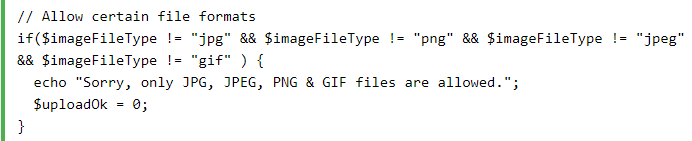 // Allow certain file formats
if($imageFileType != "jpg" && $imageFileType != "png" && $imageFileType != "jpeg"
&& $imageFileType != "gif" ) {
  echo "Sorry, only JPG, JPEG, PNG & GIF files are allowed.";
  $uploadOk = 0;
}